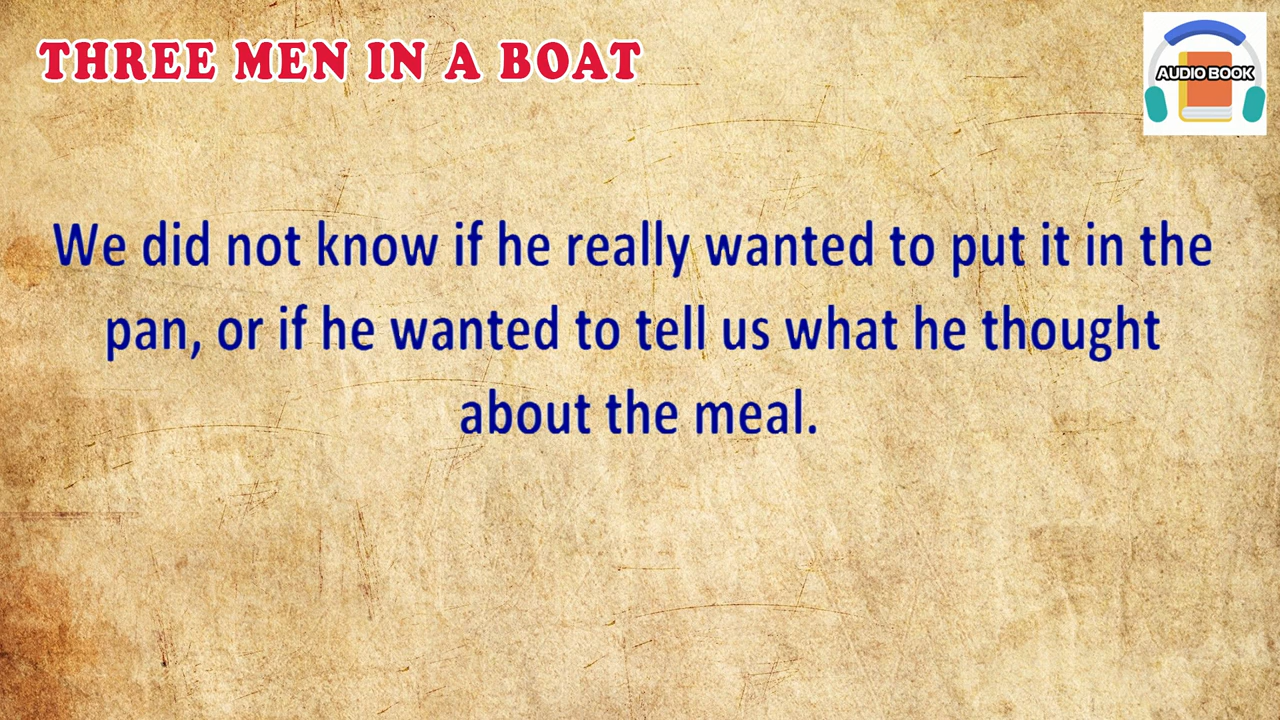 THREE MEN IN A BOAT
AUDIO BOOK
We did not know if he really wanted to put it in the
pan, or if he wanted to tell us what he thought
about the meal.